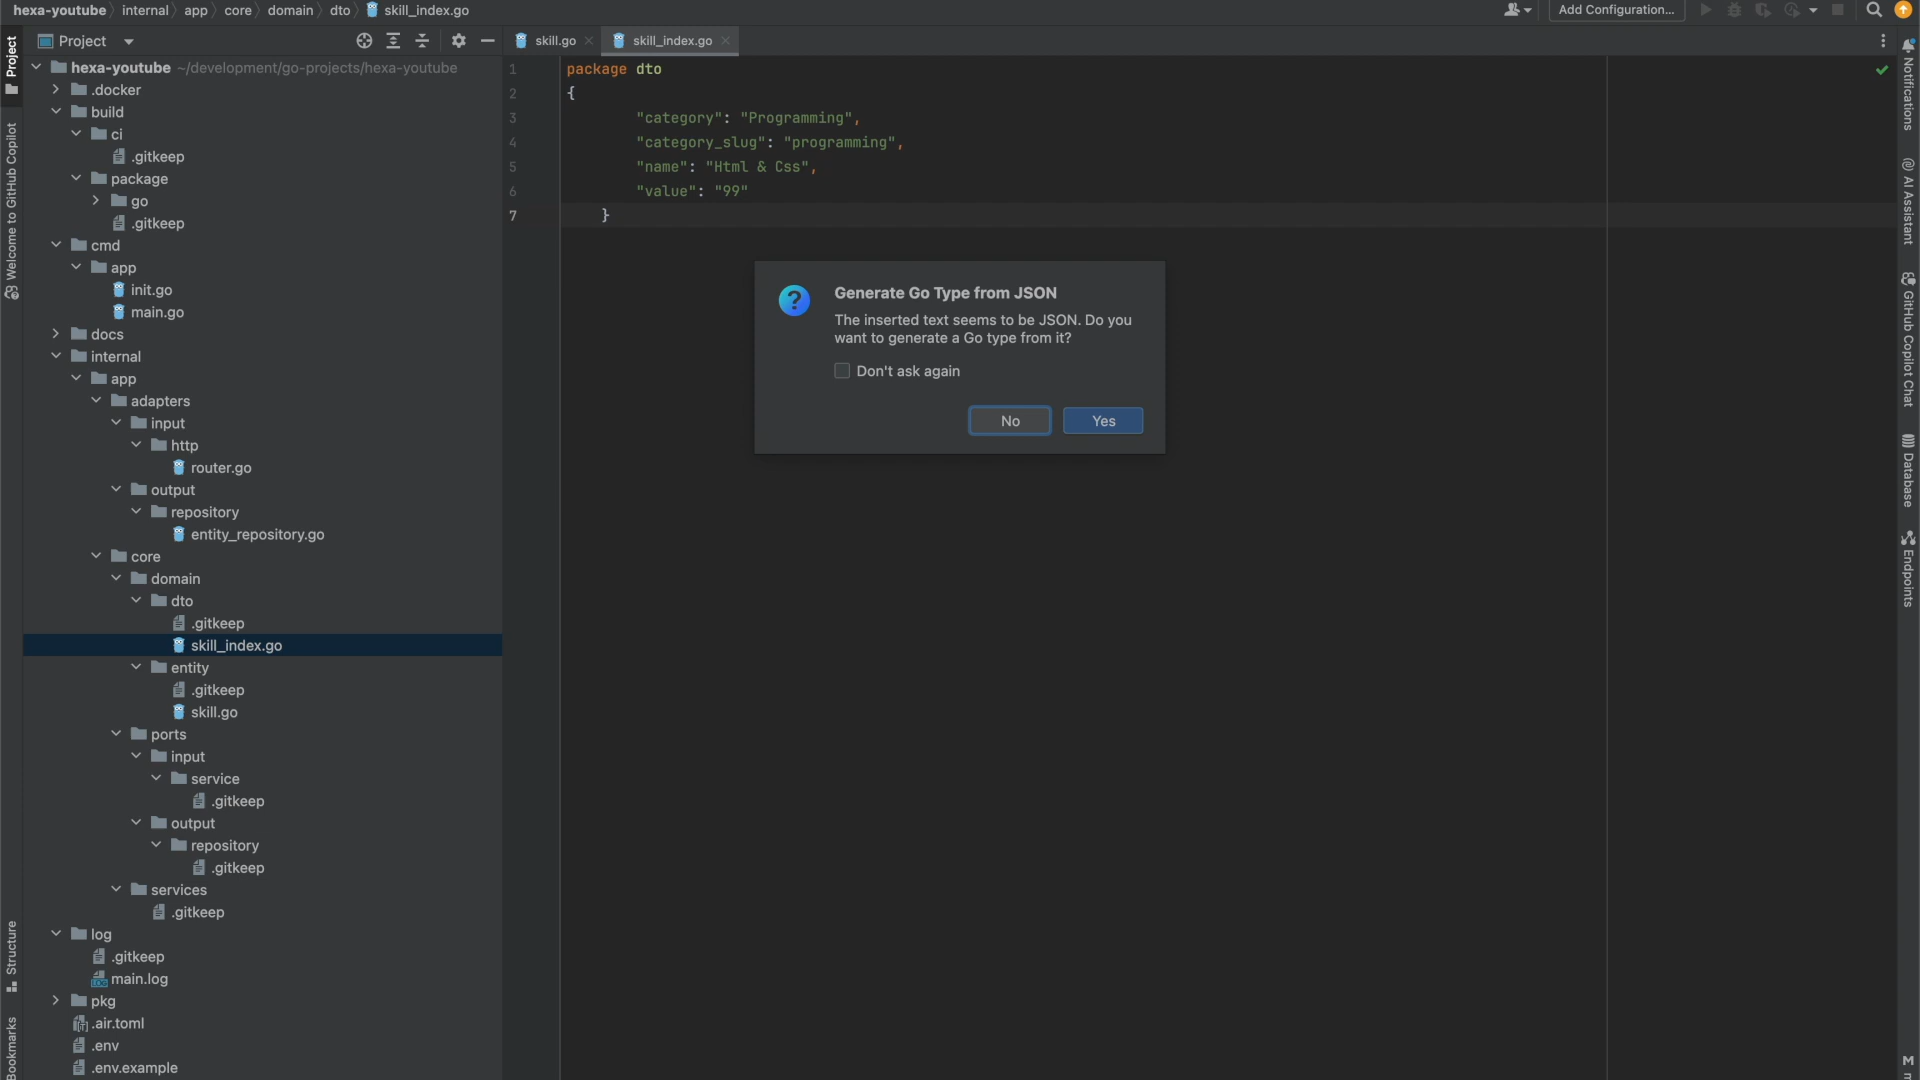 hexa-youtube internal app core domain dto skill_index.go
Add Configuration...
Project
skill.go
skill_index.go
Project
Welcome to GitHub Copilot
Structure
Bookmarks
hexa-youtube ~/development/go-projects/hexa-youtube
.docker
build
ci
.gitkeep
package
go
.gitkeep
cmd
app
init.go
main.go
docs
internal
app
adapters
input
http
router.go
output
repository
entity_repository.go
core
domain
dto
.gitkeep
skill_index.go
entity
.gitkeep
skill.go
ports
input
service
.gitkeep
output
repository
.gitkeep
services
.gitkeep
log
.gitkeep
main.log
pkg
.air.toml
.env
.env.example
1 package dto
2 {
3 "category": "Programming",
4 "category_slug": "programming",
5 "name": "Html & Css",
6 "value": "99"
7 }
Generate Go Type from JSON
The inserted text seems to be JSON. Do you
want to generate a Go type from it?
Don't ask again
No
Yes
Notifications
AI Assistant
GitHub Copilot Chat
Database
Endpoints
M